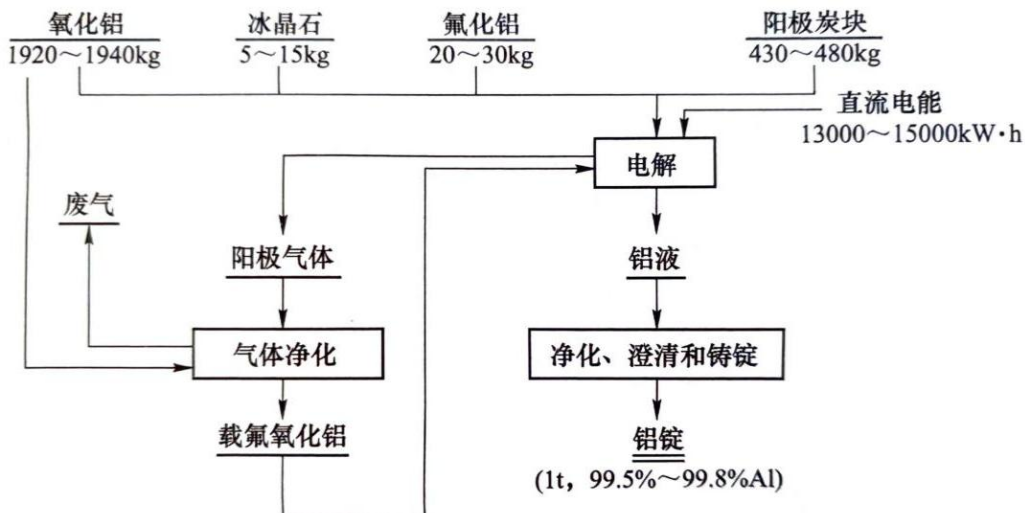 氧化铝
1920～1940kg
冰晶石
5～15kg
氟化铝
20～30kg
阳极炭块
430～480kg
直流电能
13000～15000kW·h
电解
废气
阳极气体
铝液
气体净化
净化、澄清和铸锭
载氟氧化铝
铝锭
(1t，99.5%～99.8%Al)